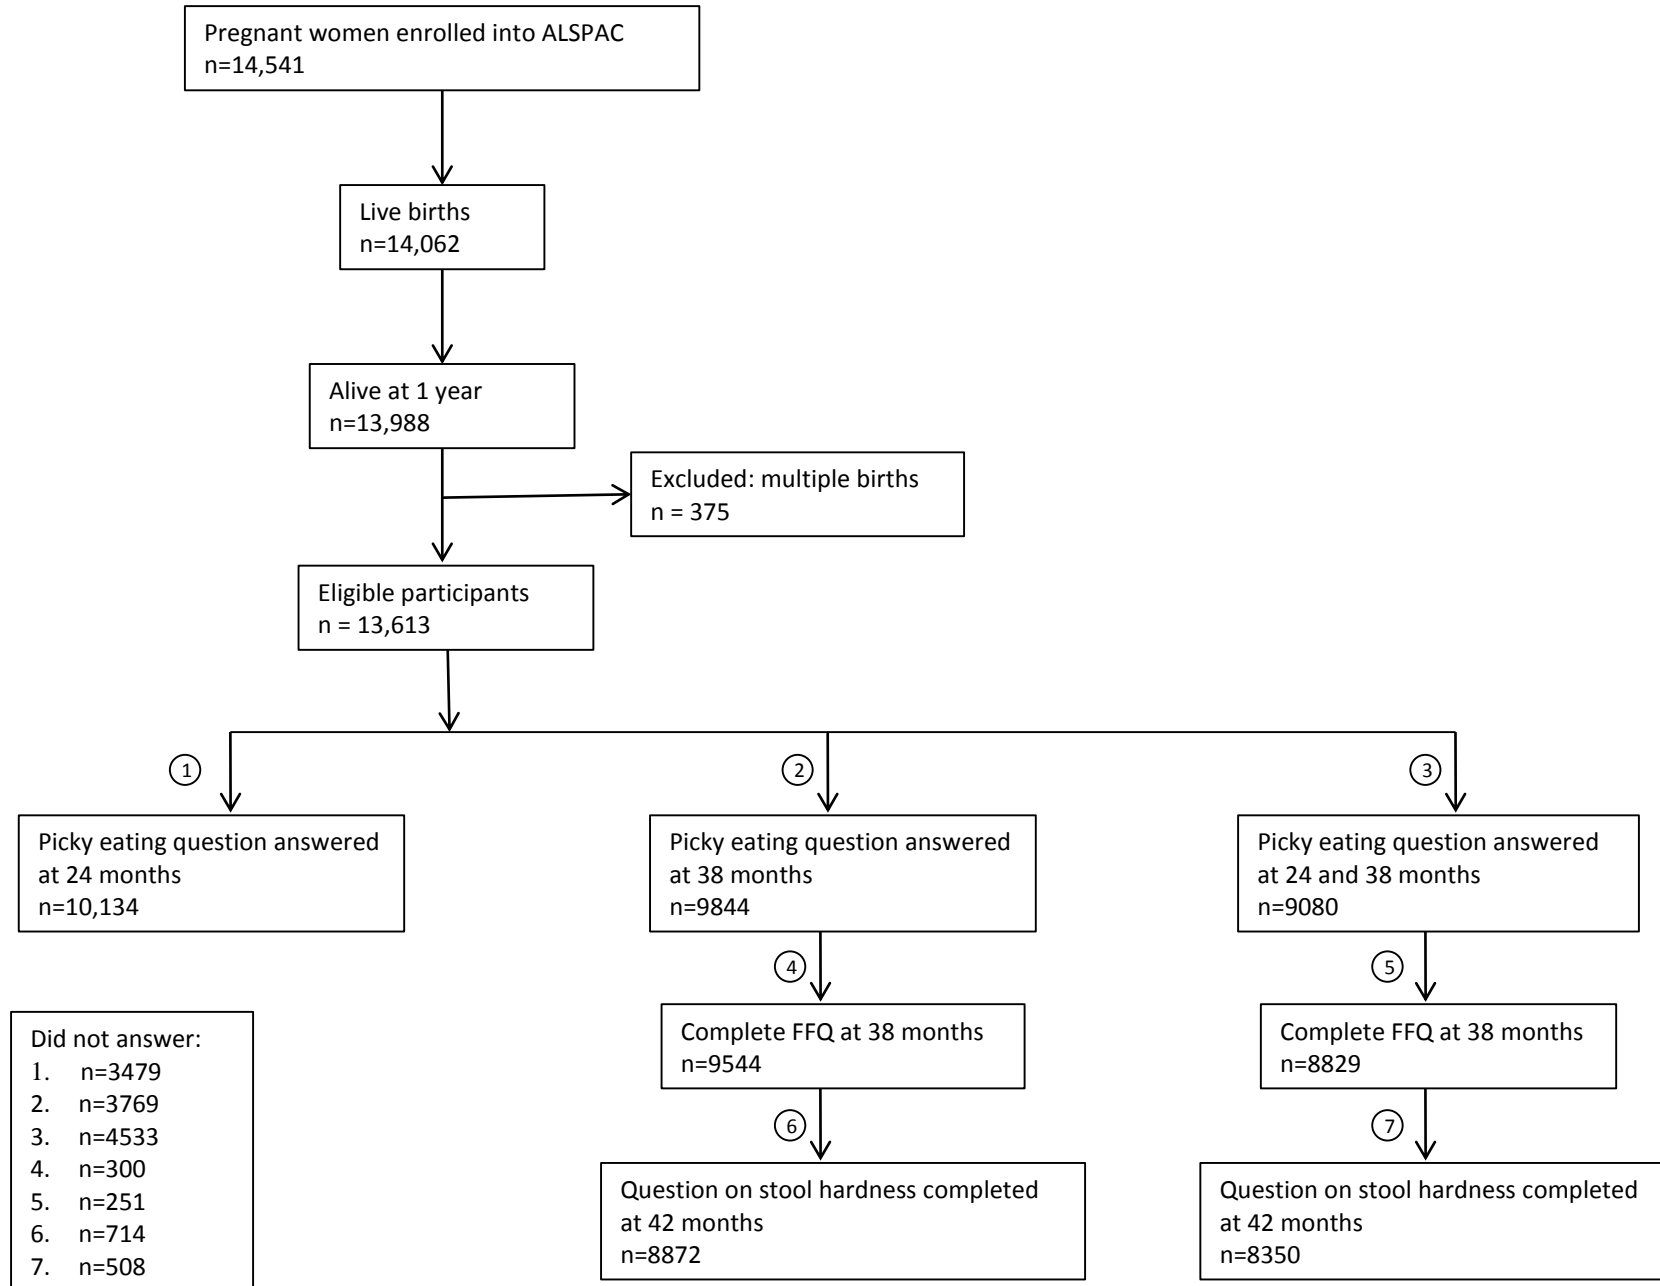 Pregnant women enrolled into ALSPAC
n=14,541
Live births
n=14,062
Alive at 1 year
n=13,988
Excluded: multiple births
n = 375
Eligible participants
n = 13,613
1
2
3
Picky eating question answered
at 24 months
n=10,134
Picky eating question answered
at 38 months
n=9844
Picky eating question answered
at 24 and 38 months
n=9080
4
5
Complete FFQ at 38 months
n=9544
Complete FFQ at 38 months
n=8829
6
7
Question on stool hardness completed
at 42 months
n=8872
Question on stool hardness completed
at 42 months
n=8350
Did not answer:
1. n=3479
2. n=3769
3. n=4533
4. n=300
5. n=251
6. n=714
7. n=508